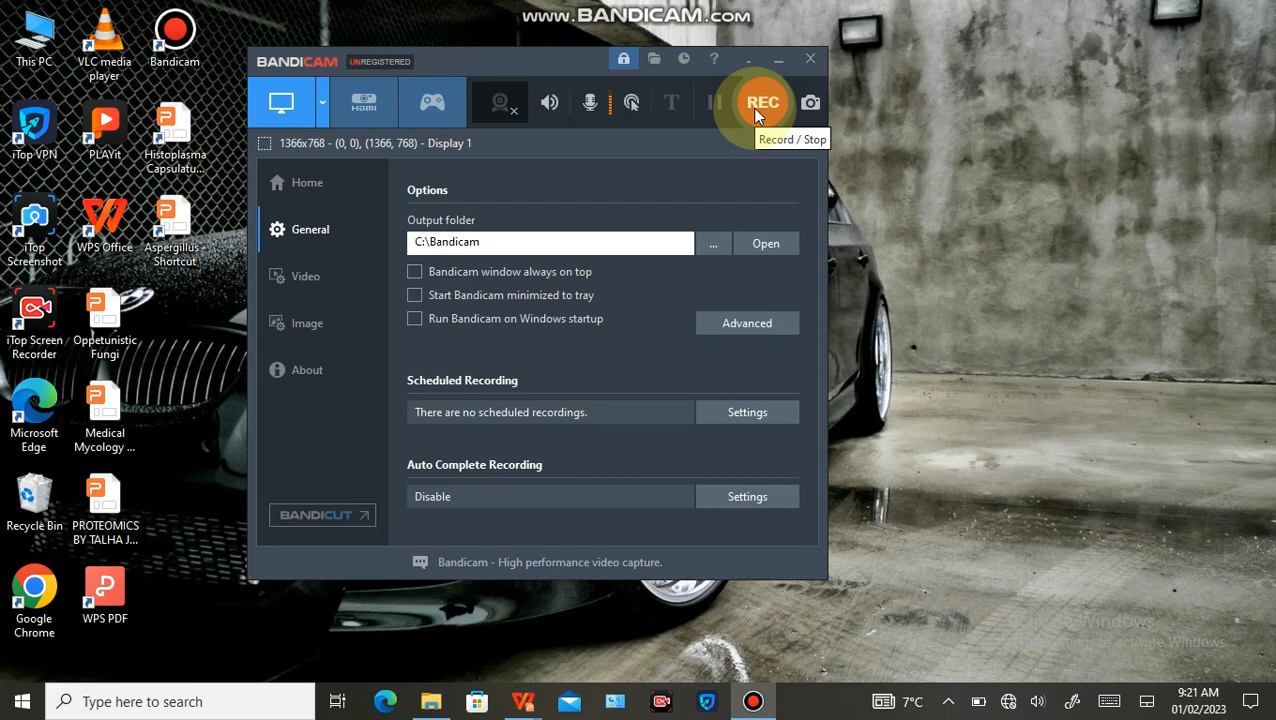 www.BANDICAM.com
This PC
VLC media
player
Bandicam
iTop VPN
PLAYit
Histoplasma
Capsulatu...
iTop
Screenshot
WPS Office
Aspergillus -
Shortcut
iTop Screen
Recorder
Oppetunistic
Fungi
Microsoft
Edge
Medical
Mycology ...
Recycle Bin
PROTEOMICS
BY TALHA J...
Google
Chrome
WPS PDF
BANDICAM UNREGISTERED
HDMI
T
REC
Record / Stop
1366x768 - (0, 0), (1366, 768) - Display 1
Home
General
Video
Image
About
BANDICUT
Options
Output folder
C:\Bandicam
...
Open
Bandicam window always on top
Start Bandicam minimized to tray
Run Bandicam on Windows startup
Advanced
Scheduled Recording
There are no scheduled recordings.
Settings
Auto Complete Recording
Disable
Settings
Bandicam - High performance video capture.
Windows
to activate Windows.
Type here to search
7°C
9:21 AM
01/02/2023